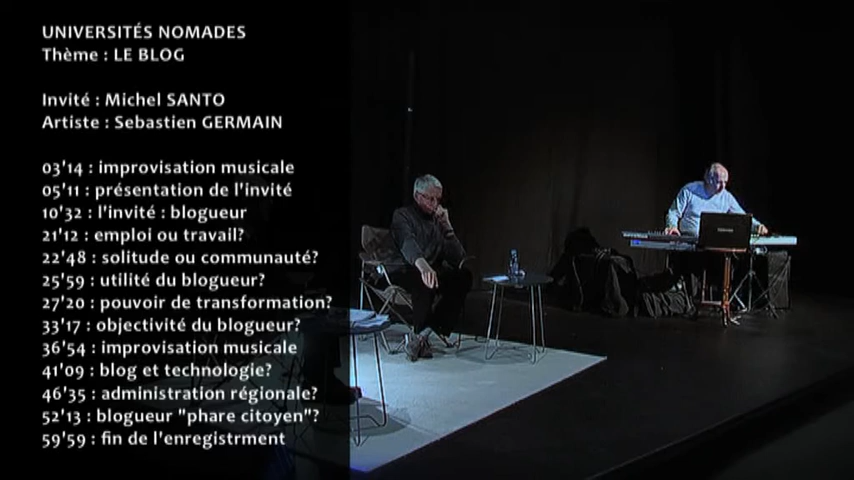 UNIVERSITÉS NOMADES
Thème : LE BLOG
Invité : Michel SANTO
Artiste : Sebastien GERMAIN
03'14 : improvisation musicale
05'11 : présentation de l'invité
10'32 : l'invité : blogueur
21'12 : emploi ou travail?
22'48 : solitude ou communauté?
25'59 : utilité du blogueur?
27'20 : pouvoir de transformation?
33'17 : objectivité du blogueur?
36'54 : improvisation musicale
41'09 : blog et technologie?
46'35 : administration régionale?
52'13 : blogueur "phare citoyen"?
59'59 : fin de l'enregistrment